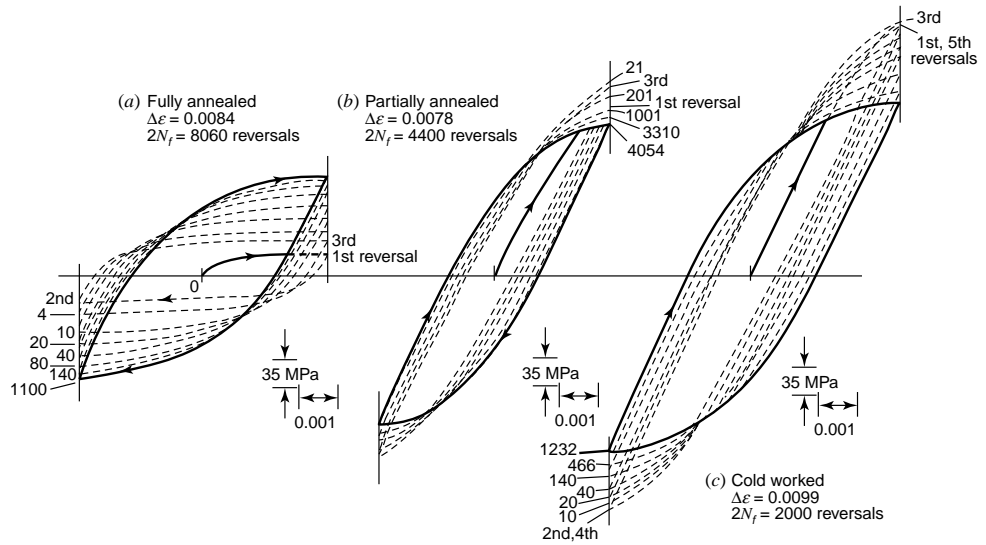 (a) Fully annealed
Δε = 0.0084
2Nf = 8060 reversals
3rd
1st reversal
0
2nd
4
10
20
40
80
140
1100
35 MPa
0.001
(b) Partially annealed
Δε = 0.0078
2Nf = 4400 reversals
21
3rd
201
1st reversal
1001
3310
4054
35 MPa
0.001
3rd
1st, 5th
reversals
35 MPa
0.001
1232
466
140
40
20
10
2nd,4th
(c) Cold worked
Δε = 0.0099
2Nf = 2000 reversals